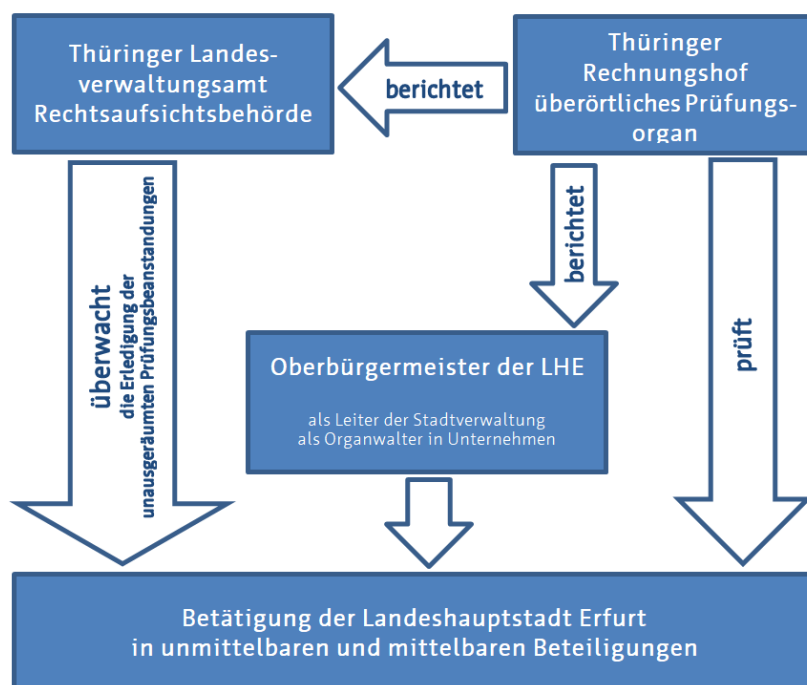 Thüringer Landes-
verwaltungsamt
Rechtsaufsichtsbehörde
berichtet
Thüringer
Rechnungshof
überörtliches Prüfungs-
organ
überwacht
die Erledigung der
unausgeräumten Prüfungsbeanstandungen
berichtet
prüft
Oberbürgermeister der LHE
als Leiter der Stadtverwaltung
als Organwalter in Unternehmen
Betätigung der Landeshauptstadt Erfurt
in unmittelbaren und mittelbaren Beteiligungen